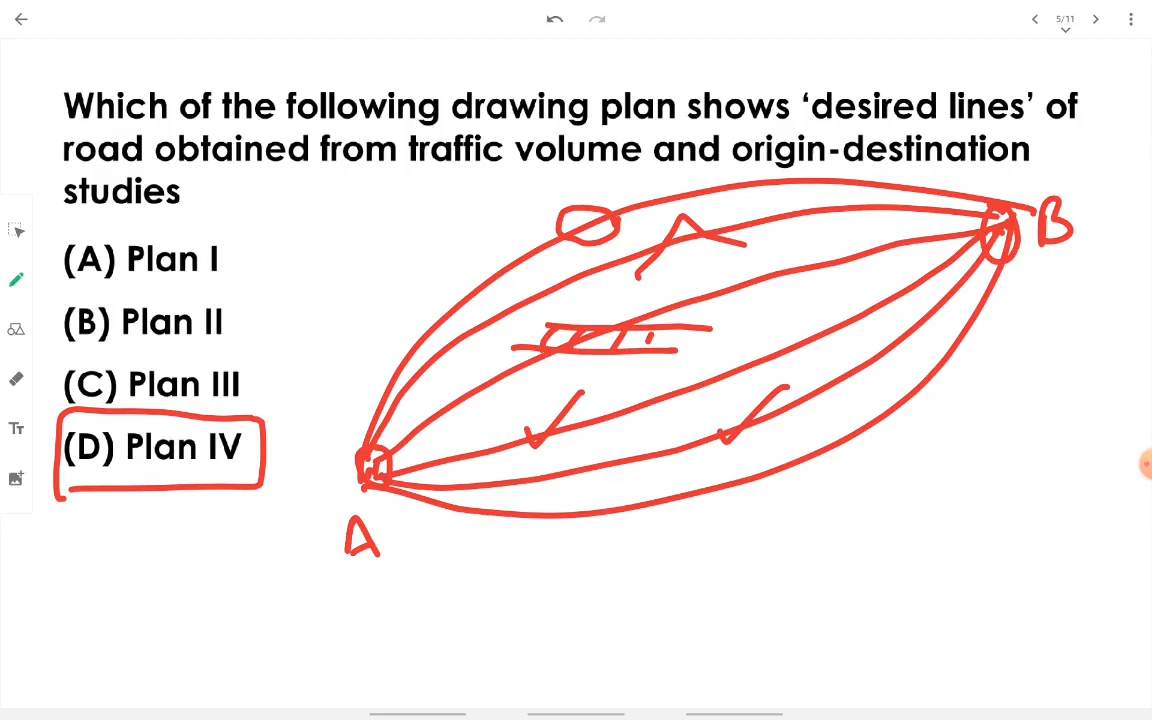 5/11
Which of the following drawing plan shows ‘desired lines’ of
road obtained from traffic volume and origin-destination
studies
(A) Plan I
(B) Plan II
(C) Plan III
(D) Plan IV
B
A
Tт